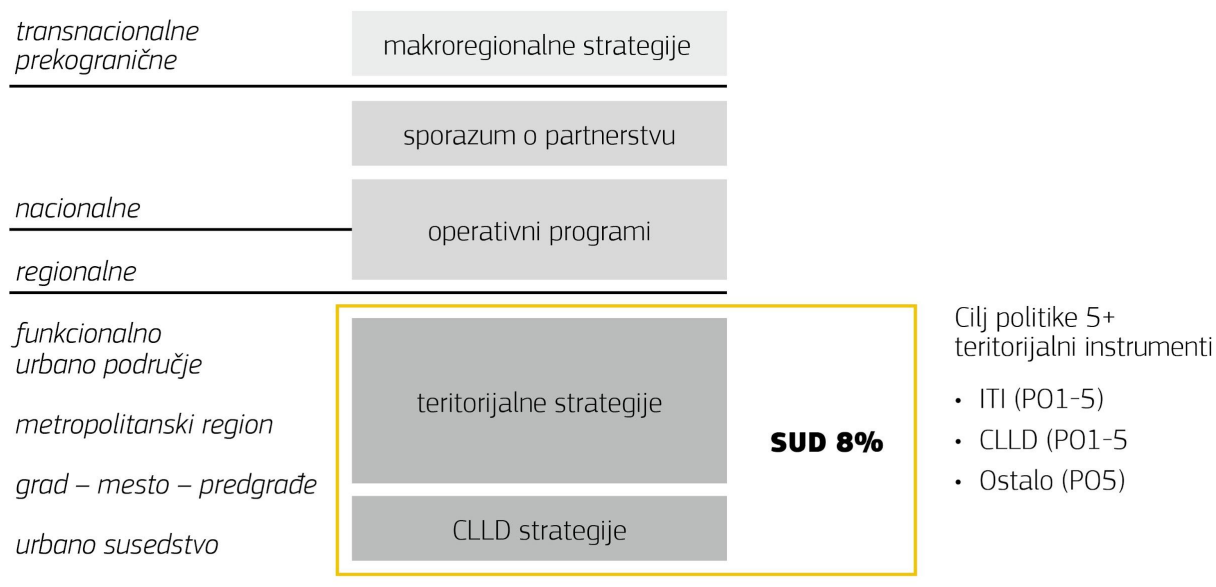 transnacionalne
prekogranične
makroregionalne strategije
sporazum o partnerstvu
nacionalne
operativni programi
regionalne
funkcionalno
urbano područje
teritorijalne strategije
metropolitanski region
grad – mesto – predgrađe
CLLD strategije
urbano susedstvo
SUD 8%
Cilj politike 5+
teritorijalni instrumenti
• ITI (PO1-5)
• CLLD (PO1-5
• Ostalo (PO5)